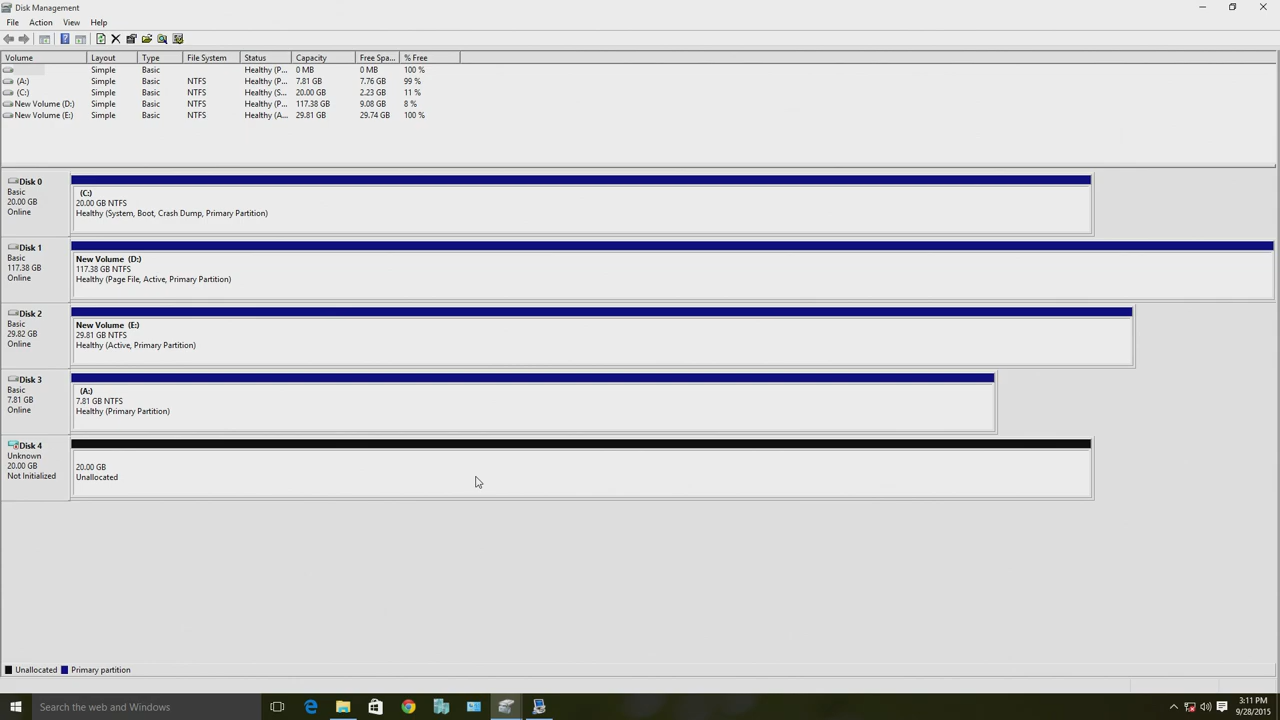 Disk Management
File Action View Help
Volume Layout Type File System Status Capacity Free Spa... % Free
Simple Basic Healthy (P... 0 MB 0 MB 100 %
(A:) Simple Basic NTFS Healthy (P... 7.81 GB 7.76 GB 99 %
(C:) Simple Basic NTFS Healthy (S... 20.00 GB 2.23 GB 11 %
New Volume (D:) Simple Basic NTFS Healthy (P... 117.38 GB 9.08 GB 8 %
New Volume (E:) Simple Basic NTFS Healthy (A... 29.81 GB 29.74 GB 100 %
Disk 0
Basic
20.00 GB
Online
(C:)
20.00 GB NTFS
Healthy (System, Boot, Crash Dump, Primary Partition)
Disk 1
Basic
117.38 GB
Online
New Volume (D:)
117.38 GB NTFS
Healthy (Page File, Active, Primary Partition)
Disk 2
Basic
29.82 GB
Online
New Volume (E:)
29.81 GB NTFS
Healthy (Active, Primary Partition)
Disk 3
Basic
7.81 GB
Online
(A:)
7.81 GB NTFS
Healthy (Primary Partition)
Disk 4
Unknown
20.00 GB
Not Initialized
20.00 GB
Unallocated
Unallocated Primary partition
Search the web and Windows
3:11 PM
9/28/2015